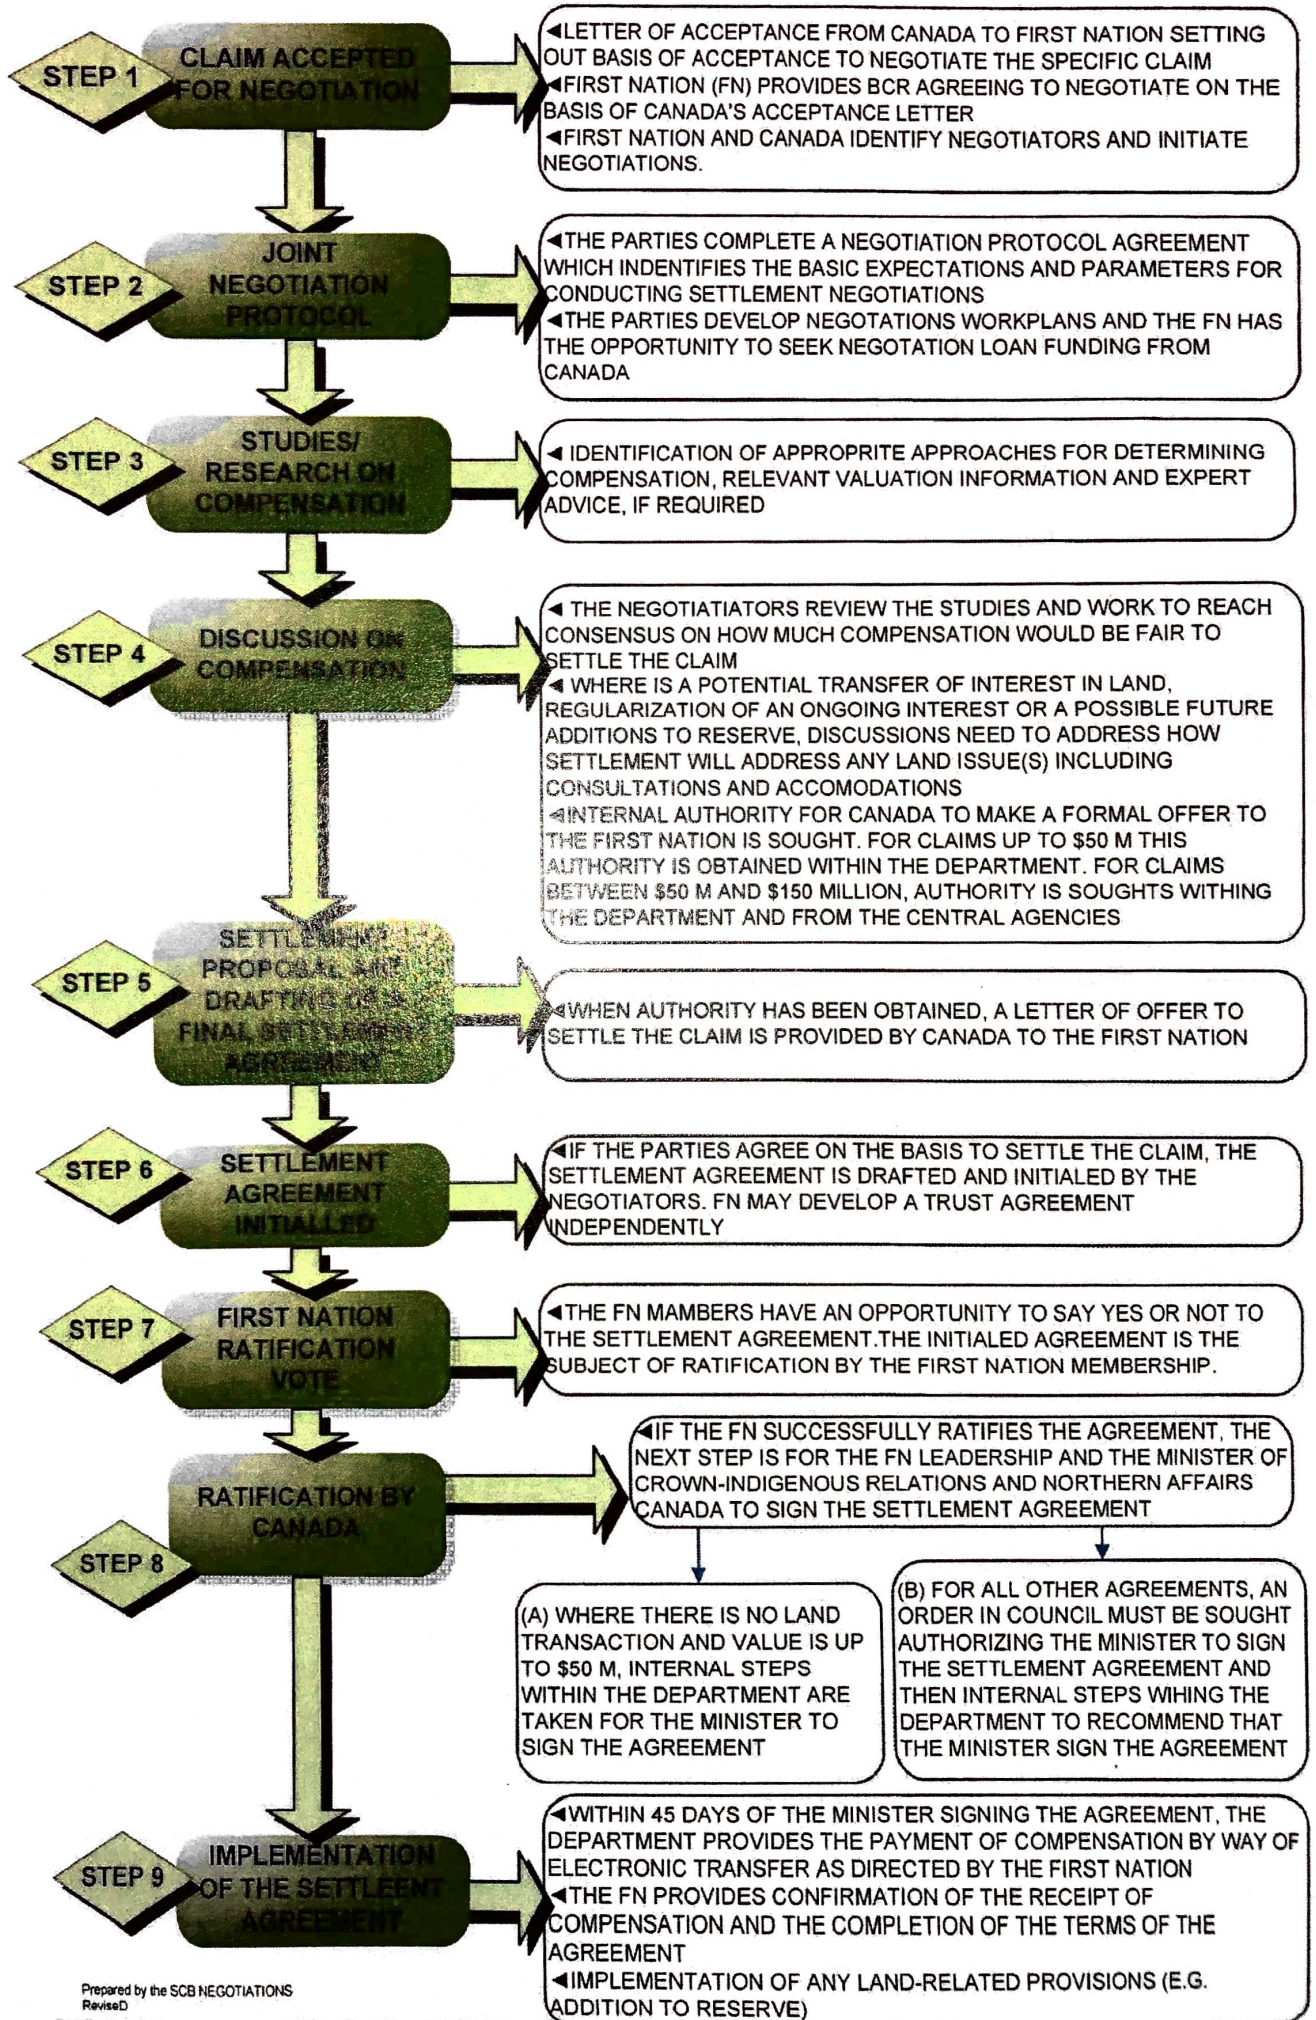 STEP 1
CLAIM ACCEPTED
FOR NEGOTIATION
◄LETTER OF ACCEPTANCE FROM CANADA TO FIRST NATION SETTING
OUT BASIS OF ACCEPTANCE TO NEGOTIATE THE SPECIFIC CLAIM
◄FIRST NATION (FN) PROVIDES BCR AGREEING TO NEGOTIATE ON THE
BASIS OF CANADA'S ACCEPTANCE LETTER
◄FIRST NATION AND CANADA IDENTIFY NEGOTIATORS AND INITIATE
NEGOTIATIONS.
STEP 2
JOINT
NEGOTIATION
PROTOCOL
◄THE PARTIES COMPLETE A NEGOTIATION PROTOCOL AGREEMENT
WHICH INDENTIFIES THE BASIC EXPECTATIONS AND PARAMETERS FOR
CONDUCTING SETTLEMENT NEGOTIATIONS
◄THE PARTIES DEVELOP NEGOTATIONS WORKPLANS AND THE FN HAS
THE OPPORTUNITY TO SEEK NEGOTATION LOAN FUNDING FROM
CANADA
STEP 3
STUDIES/
RESEARCH ON
COMPENSATION
◄ IDENTIFICATION OF APPROPRITE APPROACHES FOR DETERMINING
COMPENSATION, RELEVANT VALUATION INFORMATION AND EXPERT
ADVICE, IF REQUIRED
STEP 4
DISCUSSION ON
COMPENSATION
◄ THE NEGOTIATIATORS REVIEW THE STUDIES AND WORK TO REACH
CONSENSUS ON HOW MUCH COMPENSATION WOULD BE FAIR TO
SETTLE THE CLAIM
◄ WHERE IS A POTENTIAL TRANSFER OF INTEREST IN LAND,
REGULARIZATION OF AN ONGOING INTEREST OR A POSSIBLE FUTURE
ADDITIONS TO RESERVE, DISCUSSIONS NEED TO ADDRESS HOW
SETTLEMENT WILL ADDRESS ANY LAND ISSUE(S) INCLUDING
CONSULTATIONS AND ACCOMODATIONS
◄INTERNAL AUTHORITY FOR CANADA TO MAKE A FORMAL OFFER TO
THE FIRST NATION IS SOUGHT. FOR CLAIMS UP TO $50 M THIS
AUTHORITY IS OBTAINED WITHIN THE DEPARTMENT. FOR CLAIMS
BETWEEN $50 M AND $150 MILLION, AUTHORITY IS SOUGHTS WITHING
THE DEPARTMENT AND FROM THE CENTRAL AGENCIES
STEP 5
SETTLEMENT
PROPOSAL AND
DRAFTING OF A
FINAL SETTLEMENT
AGREEMENT
◄WHEN AUTHORITY HAS BEEN OBTAINED, A LETTER OF OFFER TO
SETTLE THE CLAIM IS PROVIDED BY CANADA TO THE FIRST NATION
STEP 6
SETTLEMENT
AGREEMENT
INITIALLED
◄IF THE PARTIES AGREE ON THE BASIS TO SETTLE THE CLAIM, THE
SETTLEMENT AGREEMENT IS DRAFTED AND INITIALED BY THE
NEGOTIATORS. FN MAY DEVELOP A TRUST AGREEMENT
INDEPENDENTLY
STEP 7
FIRST NATION
RATIFICATION
VOTE
◄THE FN MAMBERS HAVE AN OPPORTUNITY TO SAY YES OR NOT TO
THE SETTLEMENT AGREEMENT.THE INITIALED AGREEMENT IS THE
SUBJECT OF RATIFICATION BY THE FIRST NATION MEMBERSHIP.
STEP 8
RATIFICATION BY
CANADA
◄IF THE FN SUCCESSFULLY RATIFIES THE AGREEMENT, THE
NEXT STEP IS FOR THE FN LEADERSHIP AND THE MINISTER OF
CROWN-INDIGENOUS RELATIONS AND NORTHERN AFFAIRS
CANADA TO SIGN THE SETTLEMENT AGREEMENT
(A) WHERE THERE IS NO LAND
TRANSACTION AND VALUE IS UP
TO $50 M, INTERNAL STEPS
WITHIN THE DEPARTMENT ARE
TAKEN FOR THE MINISTER TO
SIGN THE AGREEMENT
(B) FOR ALL OTHER AGREEMENTS, AN
ORDER IN COUNCIL MUST BE SOUGHT
AUTHORIZING THE MINISTER TO SIGN
THE SETTLEMENT AGREEMENT AND
THEN INTERNAL STEPS WIHING THE
DEPARTMENT TO RECOMMEND THAT
THE MINISTER SIGN THE AGREEMENT
STEP 9
IMPLEMENTATION
OF THE SETTLEENT
AGREEMENT
◄WITHIN 45 DAYS OF THE MINISTER SIGNING THE AGREEMENT, THE
DEPARTMENT PROVIDES THE PAYMENT OF COMPENSATION BY WAY OF
ELECTRONIC TRANSFER AS DIRECTED BY THE FIRST NATION
◄THE FN PROVIDES CONFIRMATION OF THE RECEIPT OF
COMPENSATION AND THE COMPLETION OF THE TERMS OF THE
AGREEMENT
◄IMPLEMENTATION OF ANY LAND-RELATED PROVISIONS (E.G.
ADDITION TO RESERVE)
Prepared by the SCB NEGOTIATIONS
ReviseD